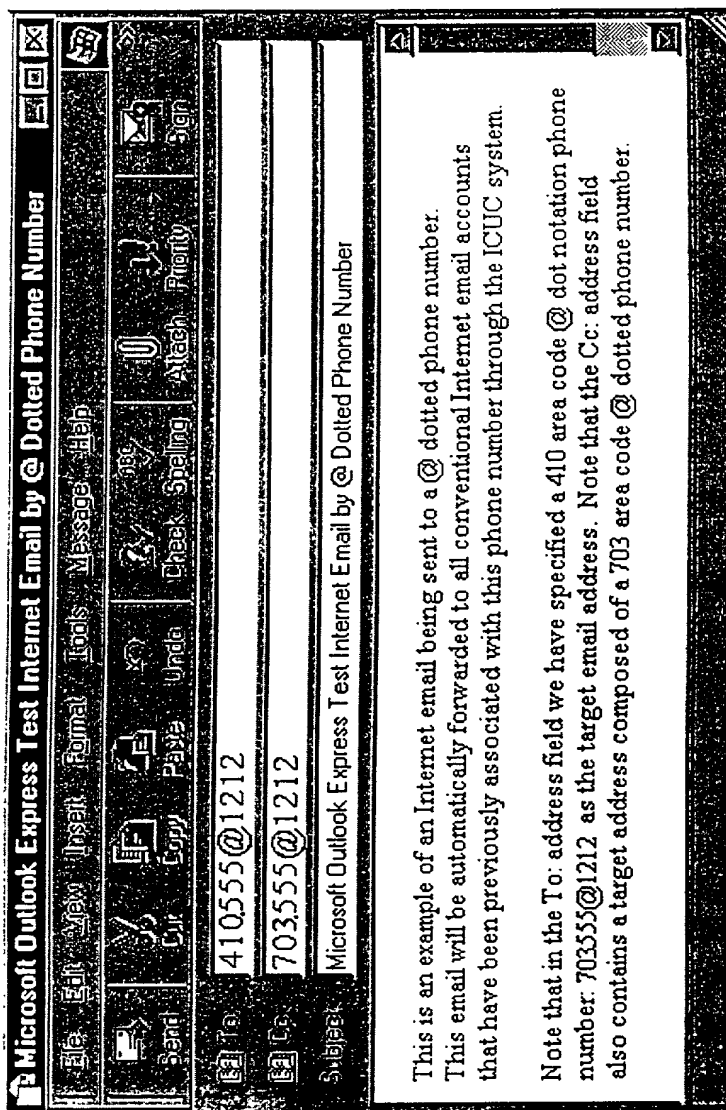 Microsoft Outlook Express Test Internet Email by @ Dotted Phone Number
File Edit View Insert Format Tools Message Help
Send Cut Copy Paste Undo Check Spelling Attach Priority Sign
To: 410.555@1212
Cc: 703.555@1212
Subject: Microsoft Outlook Express Test Internet Email by @ Dotted Phone Number
This is an example of an Internet email being sent to a @ dotted phone number.
This email will be automatically forwarded to all conventional Internet email accounts
that have been previously associated with this phone number through the ICUC system.
Note that in the To: address field we have specified a 410 area code @ dot notation phone
number: 703.555@1212 as the target email address. Note that the Cc: address field
also contains a target address composed of a 703 area code @ dotted phone number.